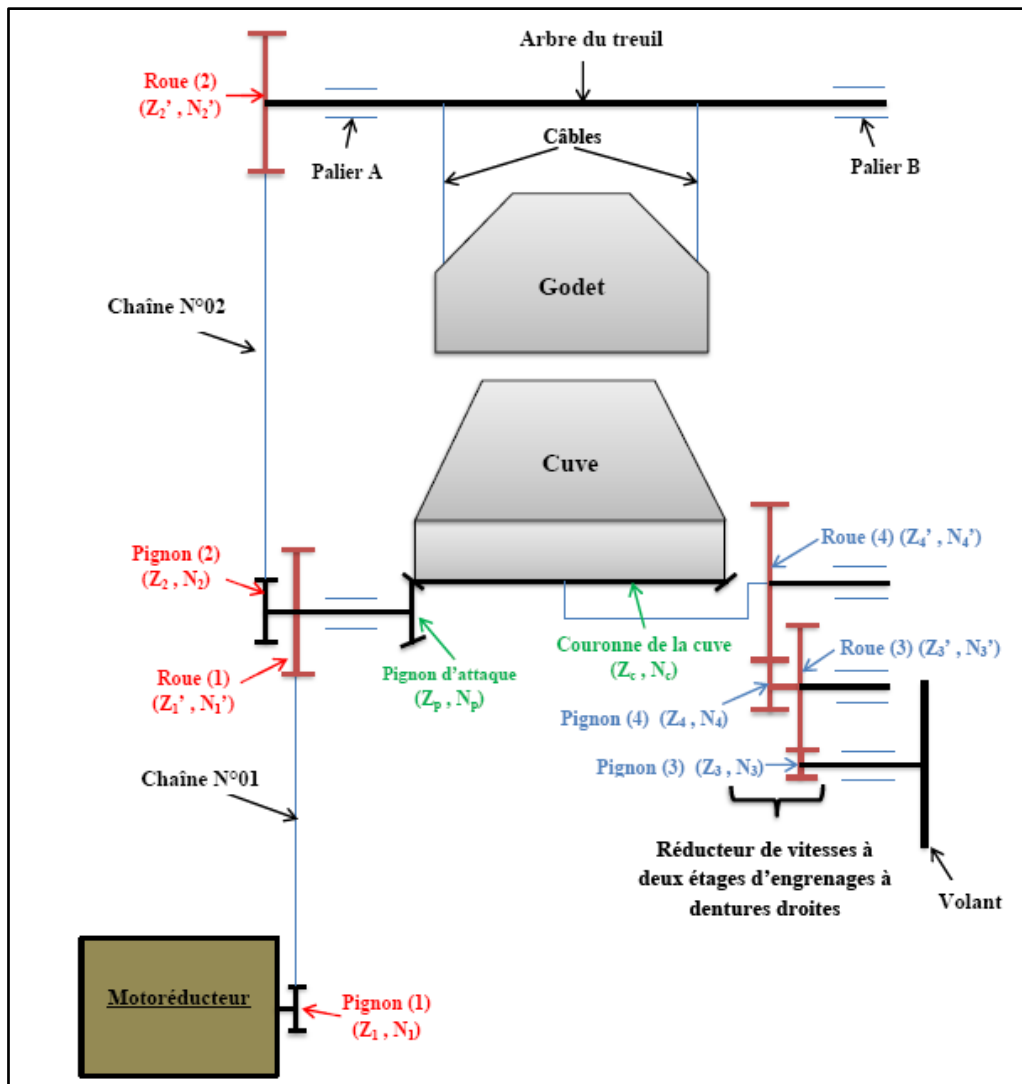 Arbre du treuil
Roue (2)
(Z₂’ , N₂’)
Câbles
Palier A
Palier B
Godet
Chaîne N°02
Cuve
Roue (4) (Z₄’ , N₄’)
Pignon (2)
(Z₂ , N₂)
Couronne de la cuve
(Zc , Nc)
Roue (3) (Z₃’ , N₃’)
Pignon d’attaque
(Zp , Np)
Roue (1)
(Z₁’ , N₁’)
Pignon (4) (Z₄ , N₄)
Pignon (3) (Z₃ , N₃)
Chaîne N°01
Réducteur de vitesses à
deux étages d’engrenages à
dentures droites
Volant
Motoréducteur
Pignon (1)
(Z₁ , N₁)